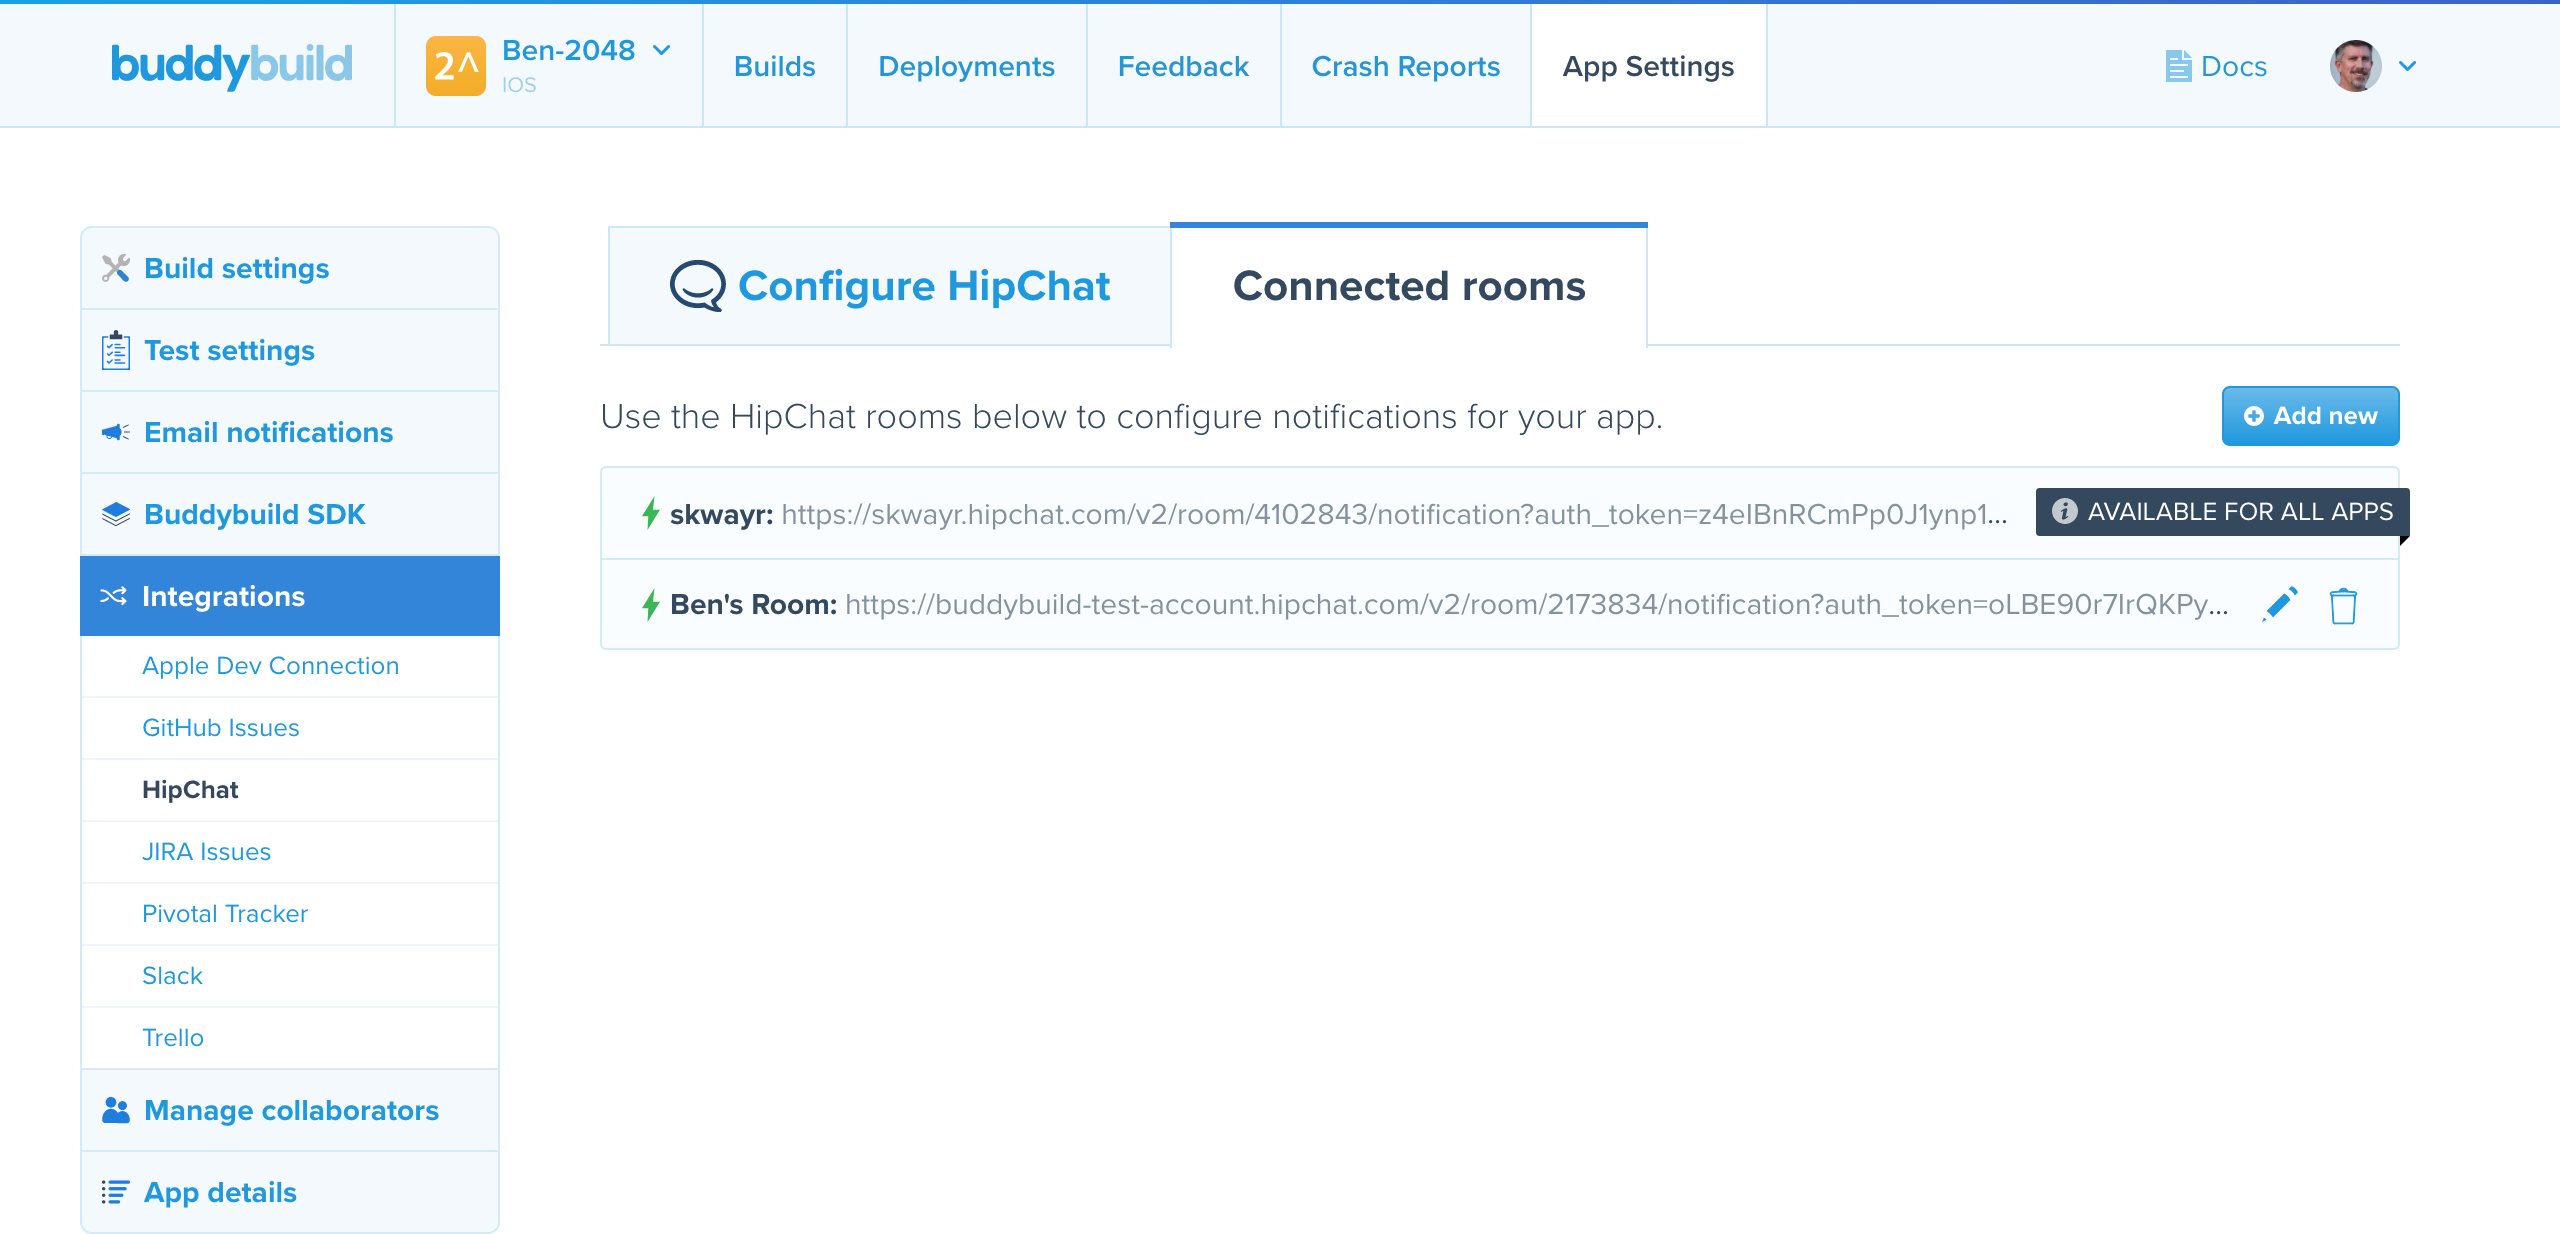 buddybuild
2^
Ben-2048
IOS
Builds
Deployments
Feedback
Crash Reports
App Settings
Docs
Build settings
Test settings
Email notifications
Buddybuild SDK
Integrations
Apple Dev Connection
GitHub Issues
HipChat
JIRA Issues
Pivotal Tracker
Slack
Trello
Manage collaborators
App details
Configure HipChat
Connected rooms
Use the HipChat rooms below to configure notifications for your app.
Add new
skwayr: https://skwayr.hipchat.com/v2/room/4102843/notification?auth_token=z4eIBnRCmPp0J1ynp1...
AVAILABLE FOR ALL APPS
Ben's Room: https://buddybuild-test-account.hipchat.com/v2/room/2173834/notification?auth_token=oLBE90r7IrQKPy...